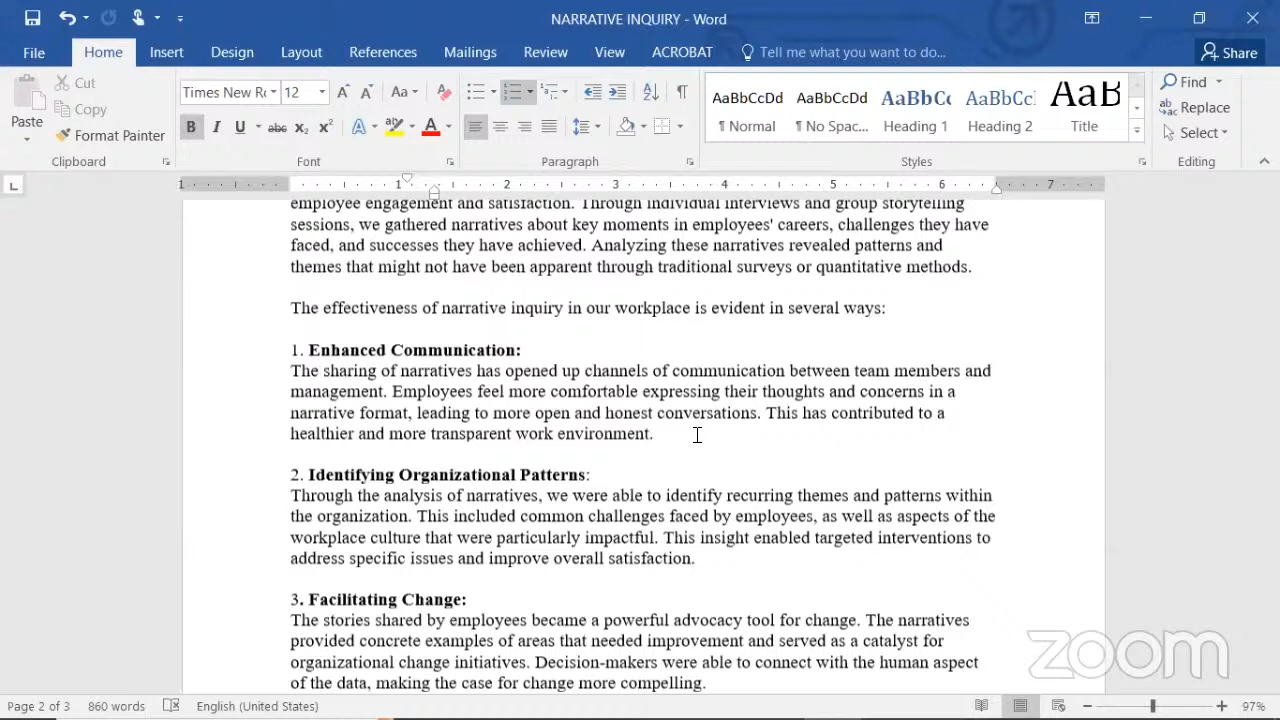 NARRATIVE INQUIRY - Word
File Home Insert Design Layout References Mailings Review View ACROBAT Tell me what you want to do... Share
Paste
Cut
Copy
Format Painter
Clipboard
Times New Ro 12
Font
Paragraph
AaBbCcDd AaBbCcDd AaBbCc AaBbCc AaB
¶ Normal ¶ No Spac... Heading 1 Heading 2 Title
Styles
Find
Replace
Select
Editing
1 1 2 3 4 5 6 7
employee engagement and satisfaction. Through individual interviews and group storytelling
sessions, we gathered narratives about key moments in employees' careers, challenges they have
faced, and successes they have achieved. Analyzing these narratives revealed patterns and
themes that might not have been apparent through traditional surveys or quantitative methods.
The effectiveness of narrative inquiry in our workplace is evident in several ways:
1. Enhanced Communication:
The sharing of narratives has opened up channels of communication between team members and
management. Employees feel more comfortable expressing their thoughts and concerns in a
narrative format, leading to more open and honest conversations. This has contributed to a
healthier and more transparent work environment.
2. Identifying Organizational Patterns:
Through the analysis of narratives, we were able to identify recurring themes and patterns within
the organization. This included common challenges faced by employees, as well as aspects of the
workplace culture that were particularly impactful. This insight enabled targeted interventions to
address specific issues and improve overall satisfaction.
3. Facilitating Change:
The stories shared by employees became a powerful advocacy tool for change. The narratives
provided concrete examples of areas that needed improvement and served as a catalyst for
organizational change initiatives. Decision-makers were able to connect with the human aspect
of the data, making the case for change more compelling.
zoom
Page 2 of 3 860 words English (United States) 97%